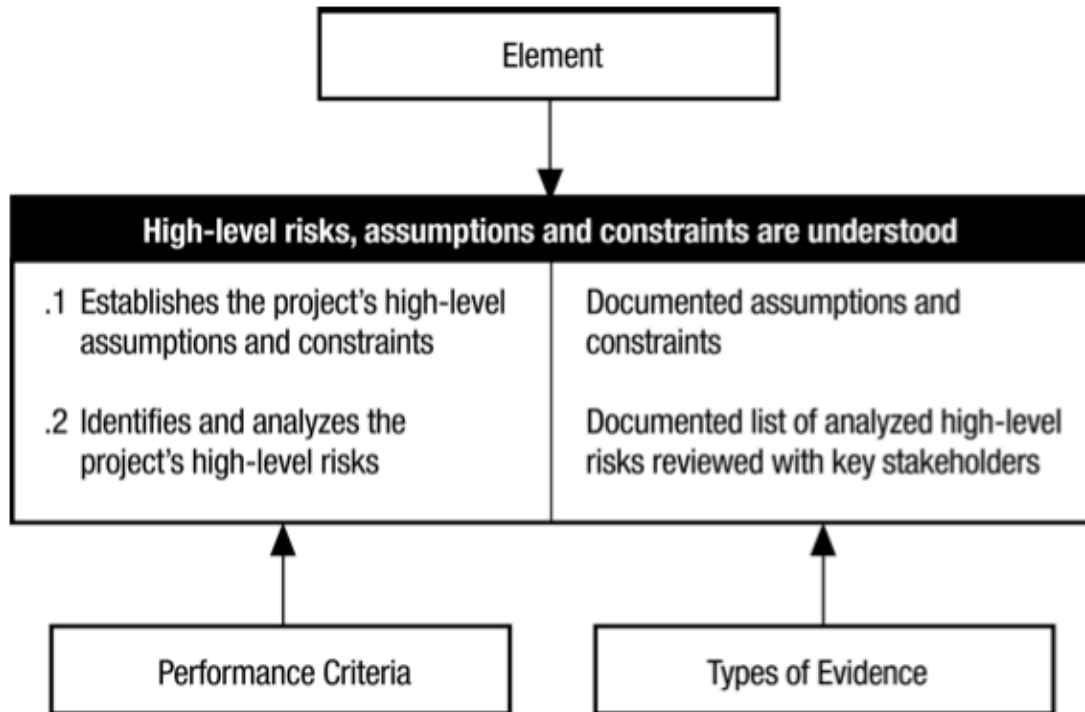 Element
High-level risks, assumptions and constraints are understood
.1 Establishes the project's high-level
assumptions and constraints
Documented assumptions and
constraints
.2 Identifies and analyzes the
project's high-level risks
Documented list of analyzed high-level
risks reviewed with key stakeholders
Performance Criteria
Types of Evidence